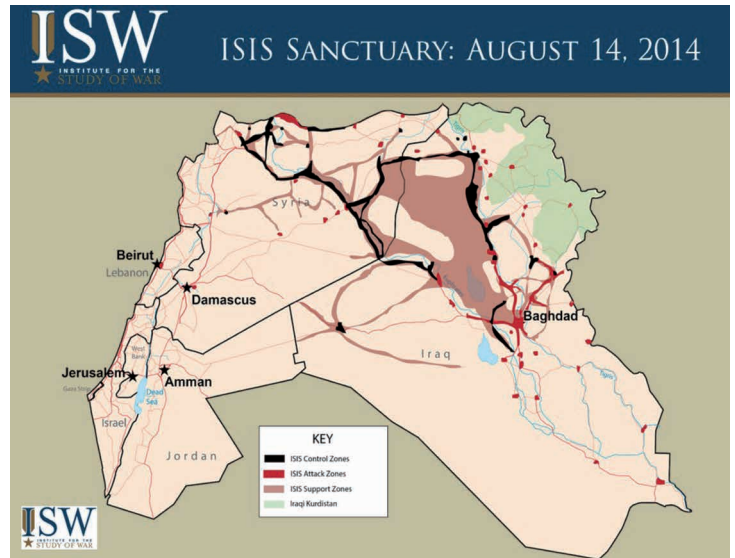 ISW
INSTITUTE FOR THE
STUDY OF WAR
ISIS SANCTUARY: AUGUST 14, 2014
Syria
Beirut
Lebanon
Damascus
Baghdad
Iraq
West
Bank
Jerusalem
Amman
Gaza Strip
Dead
Sea
Israel
Jordan
KEY
ISIS Control Zones
ISIS Attack Zones
ISIS Support Zones
Iraqi Kurdistan
ISW
INSTITUTE FOR THE
STUDY OF WAR